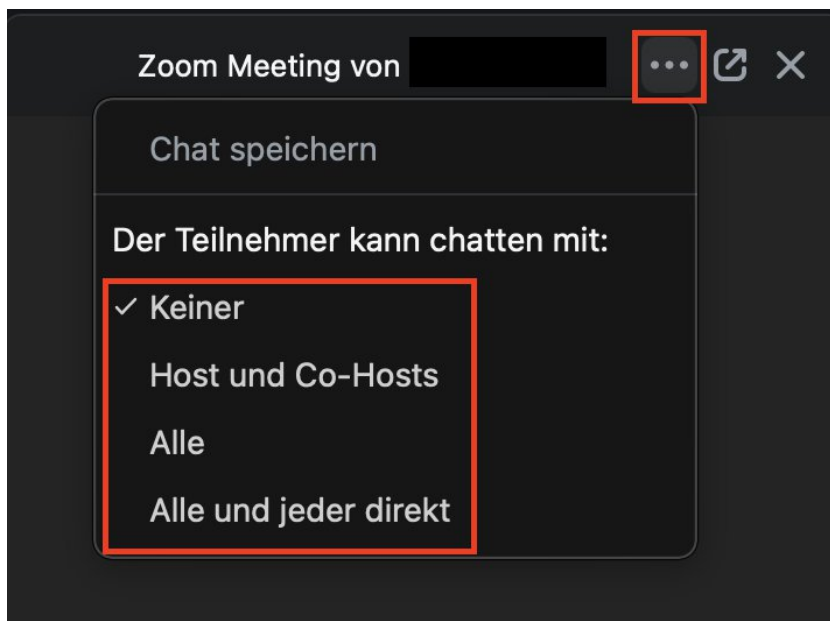 Zoom Meeting von
Chat speichern
Der Teilnehmer kann chatten mit:
Keiner
Host und Co-Hosts
Alle
Alle und jeder direkt